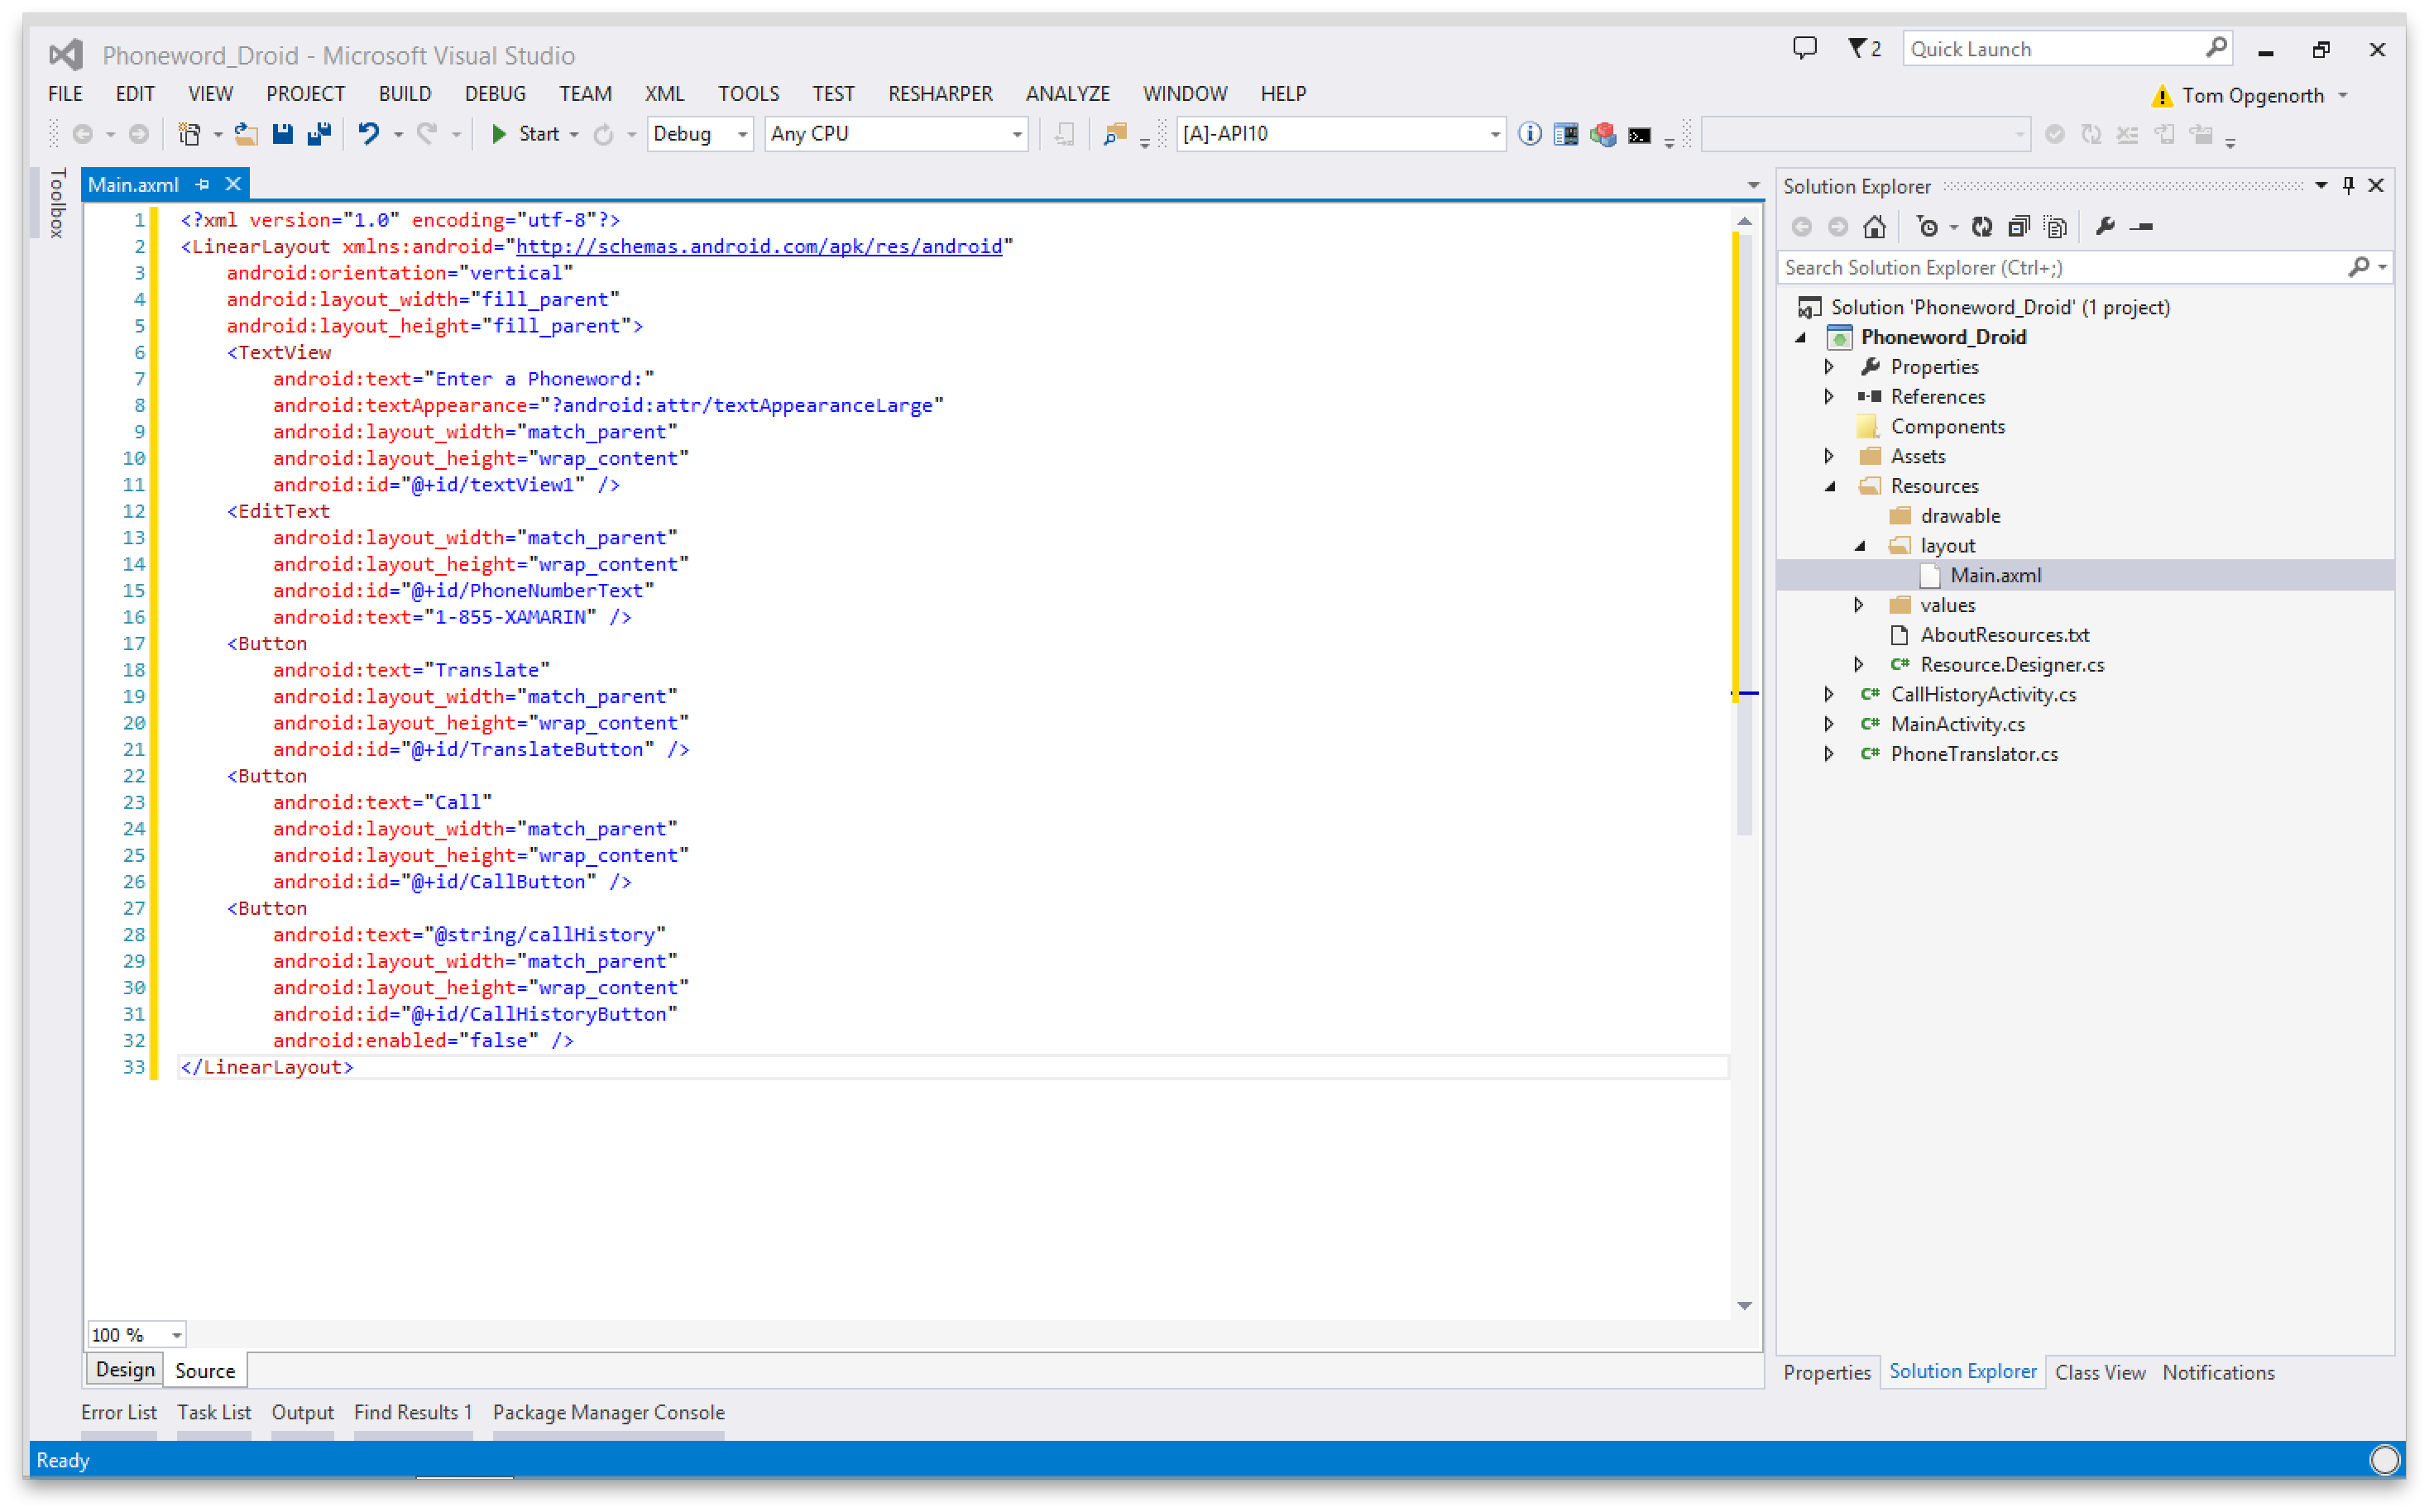 Phoneword_Droid - Microsoft Visual Studio
2
Quick Launch
FILE EDIT VIEW PROJECT BUILD DEBUG TEAM XML TOOLS TEST RESHARPER ANALYZE WINDOW HELP
Tom Opgenorth
Start Debug Any CPU [A]-API10
Toolbox
Main.axml
1 <?xml version="1.0" encoding="utf-8"?>
2 <LinearLayout xmlns:android="http://schemas.android.com/apk/res/android"
3 android:orientation="vertical"
4 android:layout_width="fill_parent"
5 android:layout_height="fill_parent">
6 <TextView
7 android:text="Enter a Phoneword:"
8 android:textAppearance="?android:attr/textAppearanceLarge"
9 android:layout_width="match_parent"
10 android:layout_height="wrap_content"
11 android:id="@+id/textView1" />
12 <EditText
13 android:layout_width="match_parent"
14 android:layout_height="wrap_content"
15 android:id="@+id/PhoneNumberText"
16 android:text="1-855-XAMARIN" />
17 <Button
18 android:text="Translate"
19 android:layout_width="match_parent"
20 android:layout_height="wrap_content"
21 android:id="@+id/TranslateButton" />
22 <Button
23 android:text="Call"
24 android:layout_width="match_parent"
25 android:layout_height="wrap_content"
26 android:id="@+id/CallButton" />
27 <Button
28 android:text="@string/callHistory"
29 android:layout_width="match_parent"
30 android:layout_height="wrap_content"
31 android:id="@+id/CallHistoryButton"
32 android:enabled="false" />
33 </LinearLayout>
100 %
Design Source
Solution Explorer
Search Solution Explorer (Ctrl+;)
Solution 'Phoneword_Droid' (1 project)
Phoneword_Droid
Properties
References
Components
Assets
Resources
drawable
layout
Main.axml
values
AboutResources.txt
C# Resource.Designer.cs
C# CallHistoryActivity.cs
C# MainActivity.cs
C# PhoneTranslator.cs
Properties Solution Explorer Class View Notifications
Error List Task List Output Find Results 1 Package Manager Console
Ready